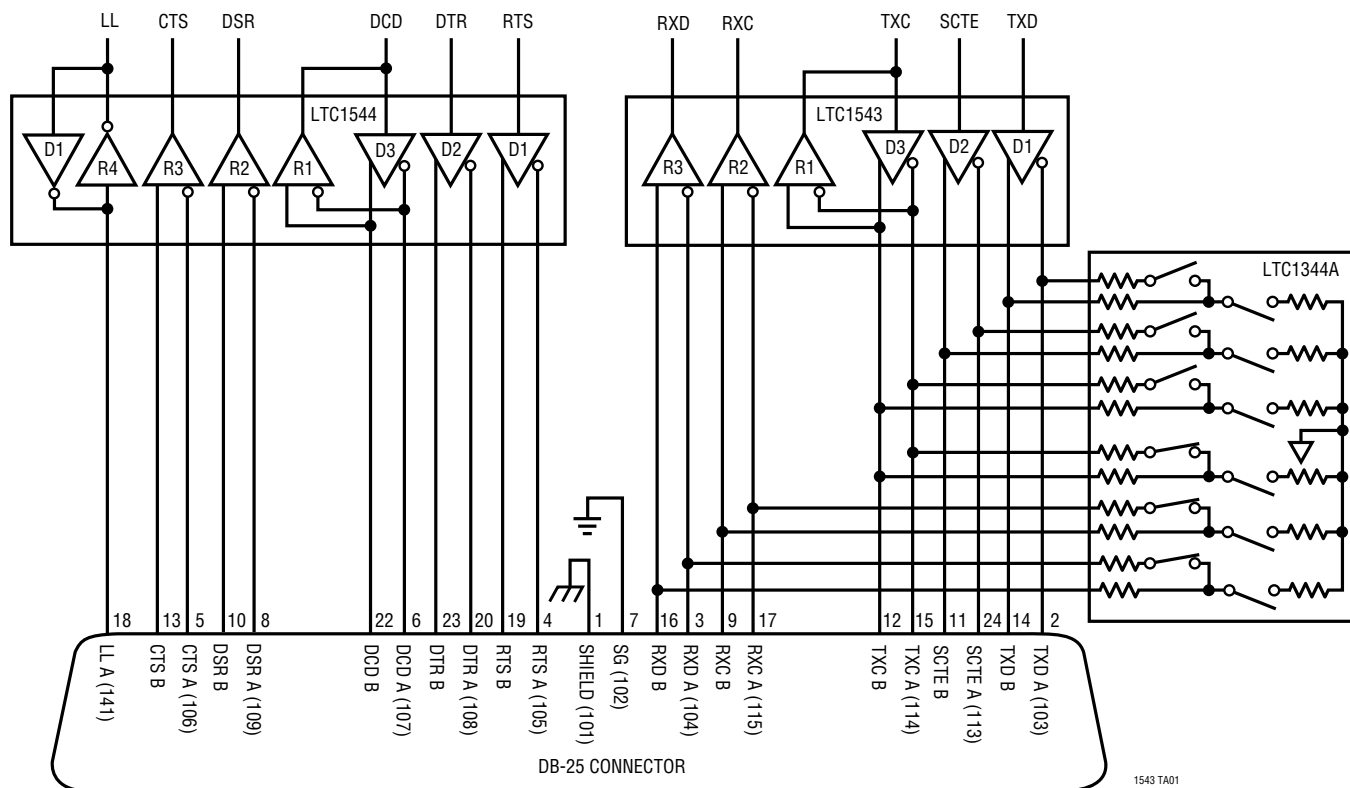 LL CTS DSR DCD DTR RTS RXD RXC TXC SCTE TXD
LTC1544 LTC1543
D1 R4 R3 R2 R1 D3 D2 D1 R3 R2 R1 D3 D2 D1
LTC1344A
18 13 5 10 8 22 6 23 20 19 4 1 7 16 3 9 17 12 15 11 24 14 2
LL A (141)
CTS B
CTS A (106)
DSR B
DSR A (109)
DCD B
DCD A (107)
DTR B
DTR A (108)
RTS B
RTS A (105)
SHIELD (101)
SG (102)
RXD B
RXD A (104)
RXC B
RXC A (115)
TXC B
TXC A (114)
SCTE B
SCTE A (113)
TXD B
TXD A (103)
DB-25 CONNECTOR
1543 TA01